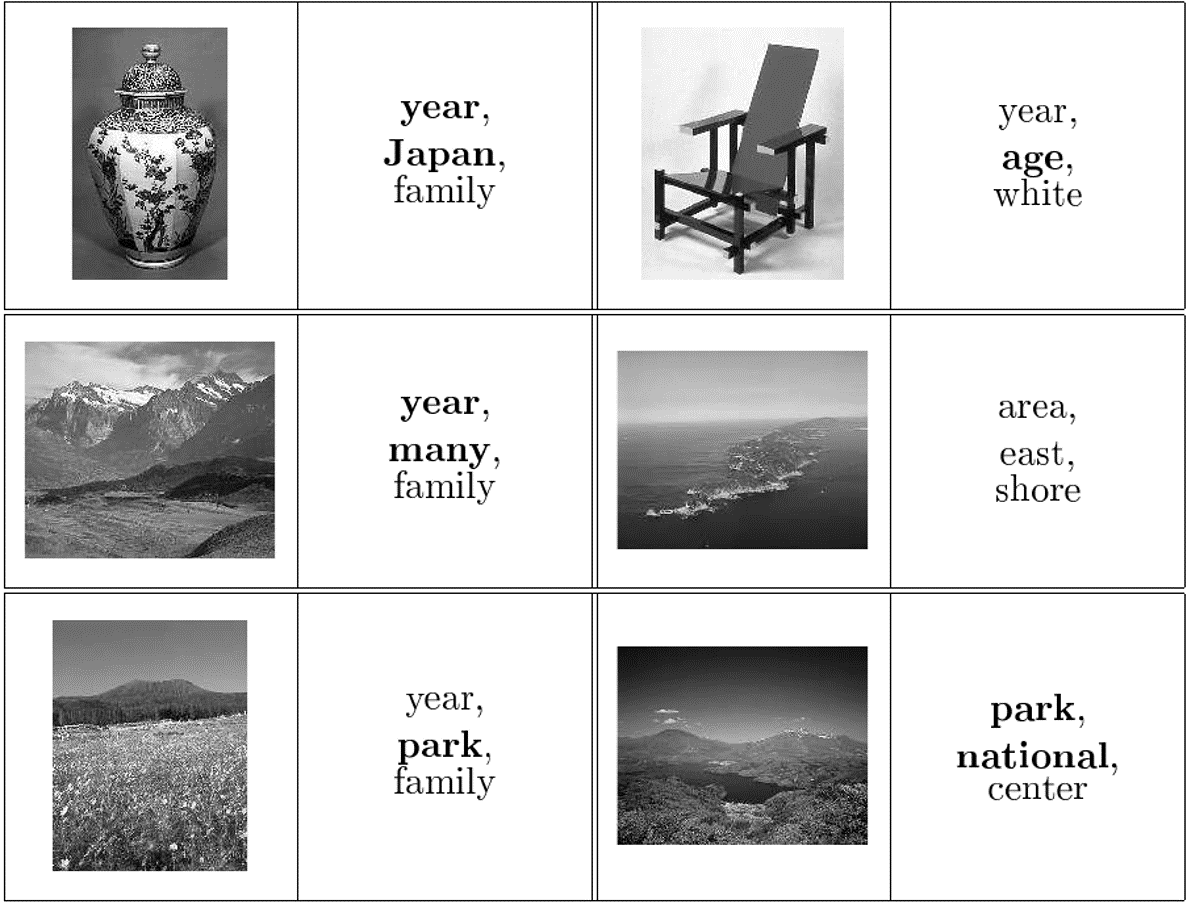 year,
Japan,
family
year,
age,
white
year,
many,
family
area,
east,
shore
year,
park,
family
park,
national,
center